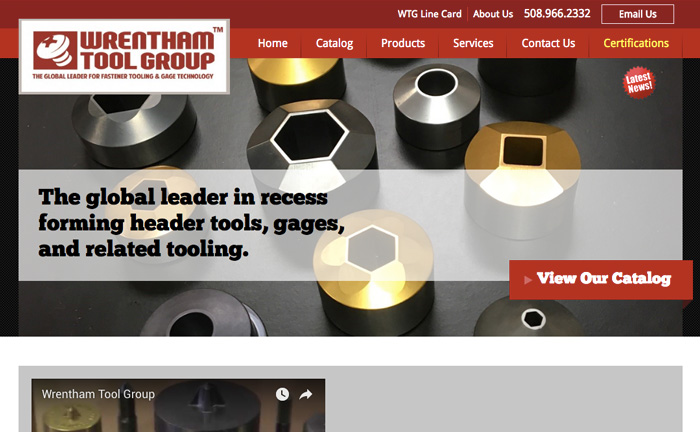 WTG Line Card
About Us
508.966.2332
Email Us
WRENTHAM™
TOOL GROUP
THE GLOBAL LEADER FOR FASTENER TOOLING & GAGE TECHNOLOGY
Home
Catalog
Products
Services
Contact Us
Certifications
Latest
News!
The global leader in recess
forming header tools, gages,
and related tooling.
View Our Catalog
Wrentham Tool Group